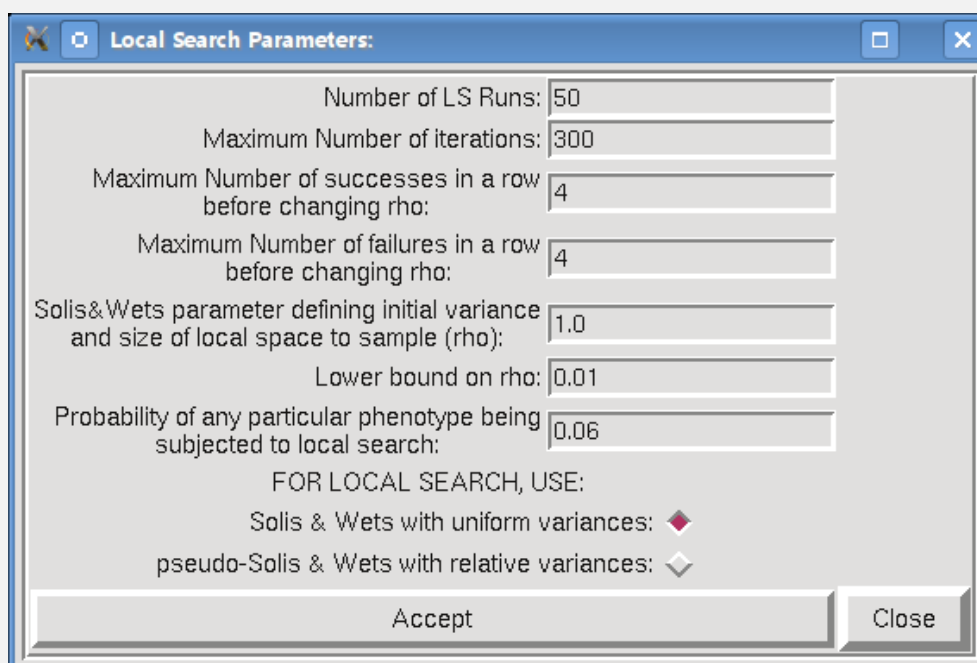 Local Search Parameters:
Number of LS Runs: 50
Maximum Number of iterations: 300
Maximum Number of successes in a row
before changing rho: 4
Maximum Number of failures in a row
before changing rho: 4
Solis&Wets parameter defining initial variance
and size of local space to sample (rho): 1.0
Lower bound on rho: 0.01
Probability of any particular phenotype being
subjected to local search: 0.06
FOR LOCAL SEARCH, USE:
Solis & Wets with uniform variances:
pseudo-Solis & Wets with relative variances:
Accept Close